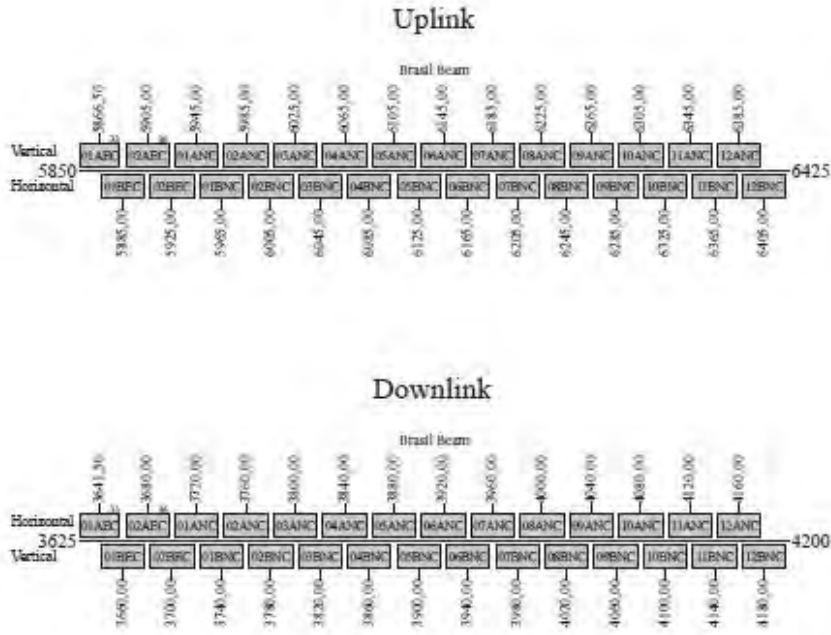 Uplink
Brasil Beam
5866,50 5905,00 5945,00 5985,00 6025,00 6065,00 6105,00 6145,00 6185,00 6225,00 6265,00 6305,00 6345,00 6385,00
Vertical 01AEC 02AEC 01ANC 02ANC 03ANC 04ANC 05ANC 06ANC 07ANC 08ANC 09ANC 10ANC 11ANC 12ANC
5850 6425
Horizontal 01BEC 02BEC 01BNC 02BNC 03BNC 04BNC 05BNC 06BNC 07BNC 08BNC 09BNC 10BNC 11BNC 12BNC
5885,00 5925,00 5965,00 6005,00 6045,00 6085,00 6125,00 6165,00 6205,00 6245,00 6285,00 6365,00 6405,00
Downlink
Brasil Beam
3641,50 3680,00 3720,00 3760,00 3800,00 3840,00 3880,00 3920,00 3960,00 4000,00 4040,00 4080,00 4120,00 4160,00
Horizontal 01AEC 02AEC 01ANC 02ANC 03ANC 04ANC 05ANC 06ANC 07ANC 08ANC 09ANC 10ANC 11ANC 12ANC
3625 4200
Vertical 01BEC 02BEC 01BNC 02BNC 03BNC 04BNC 05BNC 06BNC 07BNC 08BNC 09BNC 10BNC 11BNC 12BNC
3660,00 3700,00 3740,00 3780,00 3820,00 3860,00 3900,00 3940,00 3980,00 4020,00 4060,00 4100,00 4140,00 4180,00